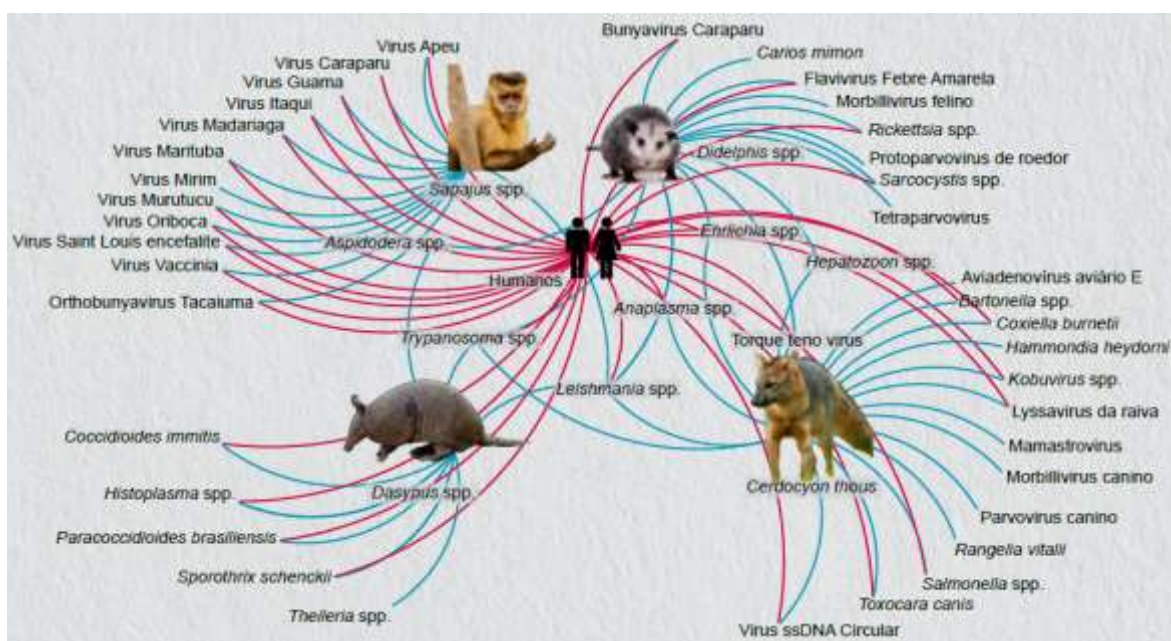 Bunyavirus Caraparu
Virus Apeu
Carios mimon
Virus Caraparu
Flavivirus Febre Amarela
Virus Guama
Morbillivirus felino
Virus Itaqui
Rickettsia spp.
Virus Madariaga
Didelphis spp.
Virus Marituba
Protoparvovirus de roedor
Virus Mirim
Sapajus spp.
Sarcocystis spp.
Virus Murutucu
Tetraparvovirus
Virus Oriboca
Ehrlichia spp.
Virus Saint Louis encefalite
Aspidodera spp.
Hepatozoon spp.
Virus Vaccinia
Humanos
Aviadenovírus aviário E
Orthobunyavirus Tacaiuma
Anaplasma spp.
Bartonella spp.
Coxiella burnetii
Trypanosoma spp.
Torque teno virus
Hammondia heydorni
Leishmania spp.
Kobuvirus spp.
Lyssavirus da raiva
Coccidioides immitis
Mamastrovirus
Morbillivirus canino
Histoplasma spp.
Dasypus spp.
Cerdocyon thous
Parvovirus canino
Paracoccidioides brasiliensis
Rangelia vitalii
Sporothrix schenckii
Salmonella spp.
Toxocara canis
Theileria spp.
Virus ssDNA Circular